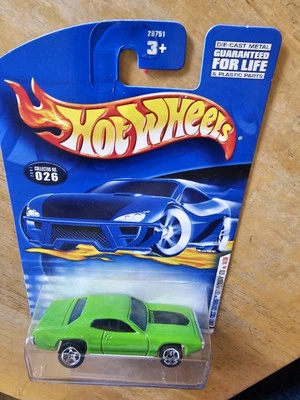 28751
3+
DIE-CAST METAL
GUARANTEED
FOR LIFE
& PLASTIC PARTS
HOT WHEELS
COLLECTOR NO.
026